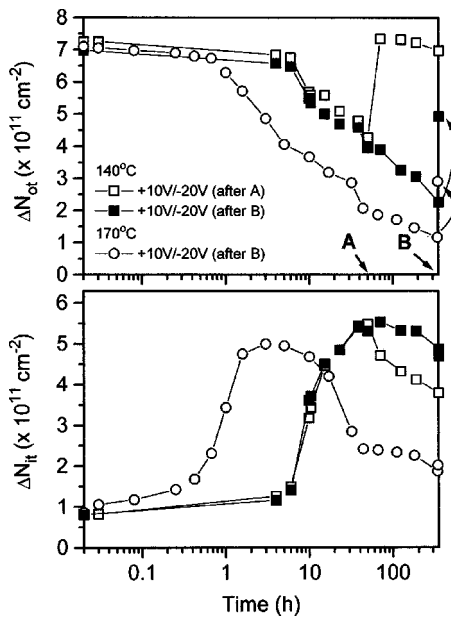 8
7
6
5
4
3
2
1
0
ΔNot (x 10¹¹ cm⁻²)
140°C
+10V/-20V (after A)
+10V/-20V (after B)
170°C
+10V/-20V (after B)
A
B
6
5
4
3
2
1
0
ΔNit (x 10¹¹ cm⁻²)
0.1
1
10
100
Time (h)